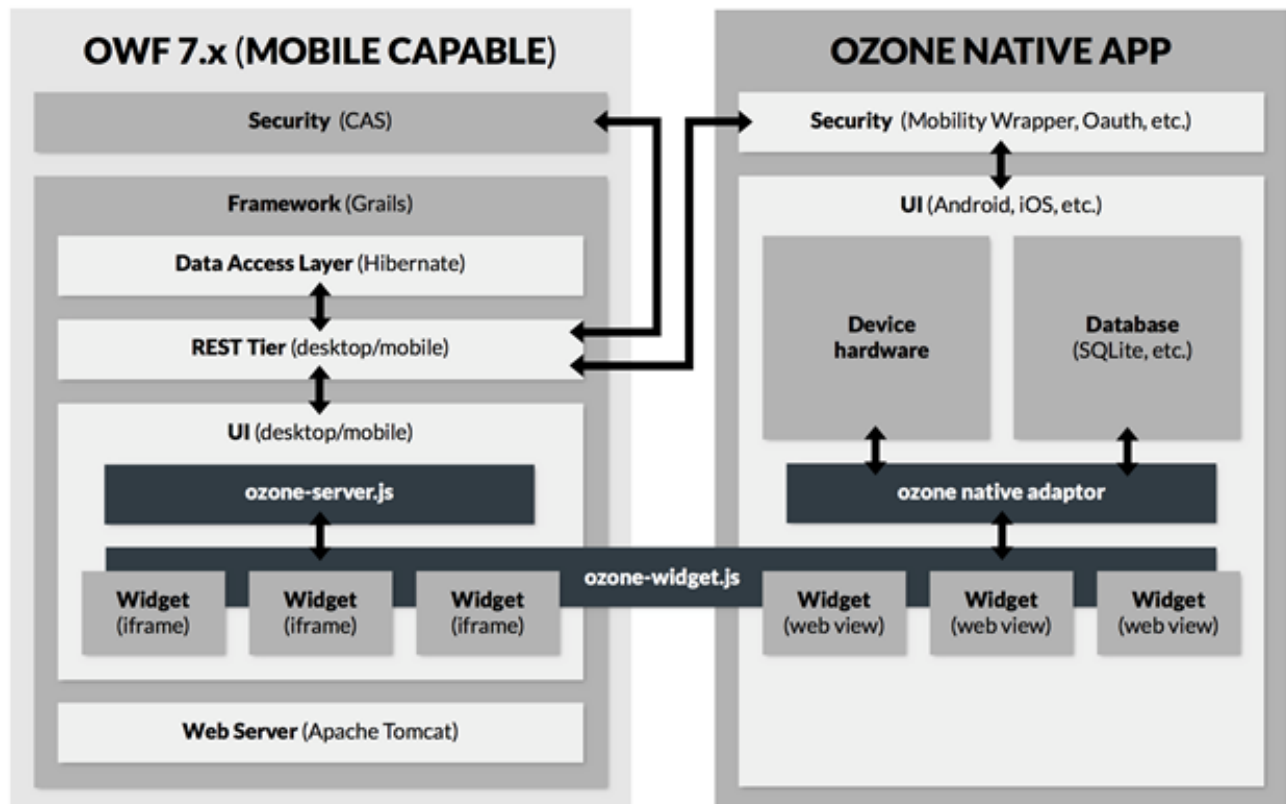 OWF 7.x (MOBILE CAPABLE)
Security (CAS)
Framework (Grails)
Data Access Layer (Hibernate)
REST Tier (desktop/mobile)
UI (desktop/mobile)
ozone-server.js
ozone-widget.js
Widget
(iframe)
Widget
(iframe)
Widget
(iframe)
Web Server (Apache Tomcat)
OZONE NATIVE APP
Security (Mobility Wrapper, Oauth, etc.)
UI (Android, iOS, etc.)
Device
hardware
Database
(SQLite, etc.)
ozone native adaptor
Widget
(web view)
Widget
(web view)
Widget
(web view)